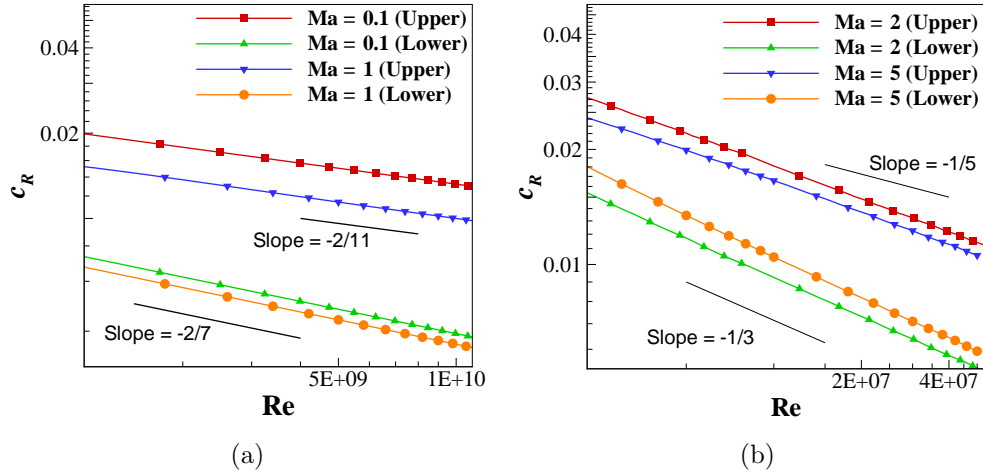 Ma = 0.1 (Upper)
Ma = 0.1 (Lower)
Ma = 1 (Upper)
Ma = 1 (Lower)
0.04
0.02
c_R
Slope = -2/11
Slope = -2/7
5E+09 1E+10
Re
(a)
Ma = 2 (Upper)
Ma = 2 (Lower)
Ma = 5 (Upper)
Ma = 5 (Lower)
0.04
0.03
0.02
0.01
c_R
Slope = -1/5
Slope = -1/3
2E+07 4E+07
Re
(b)